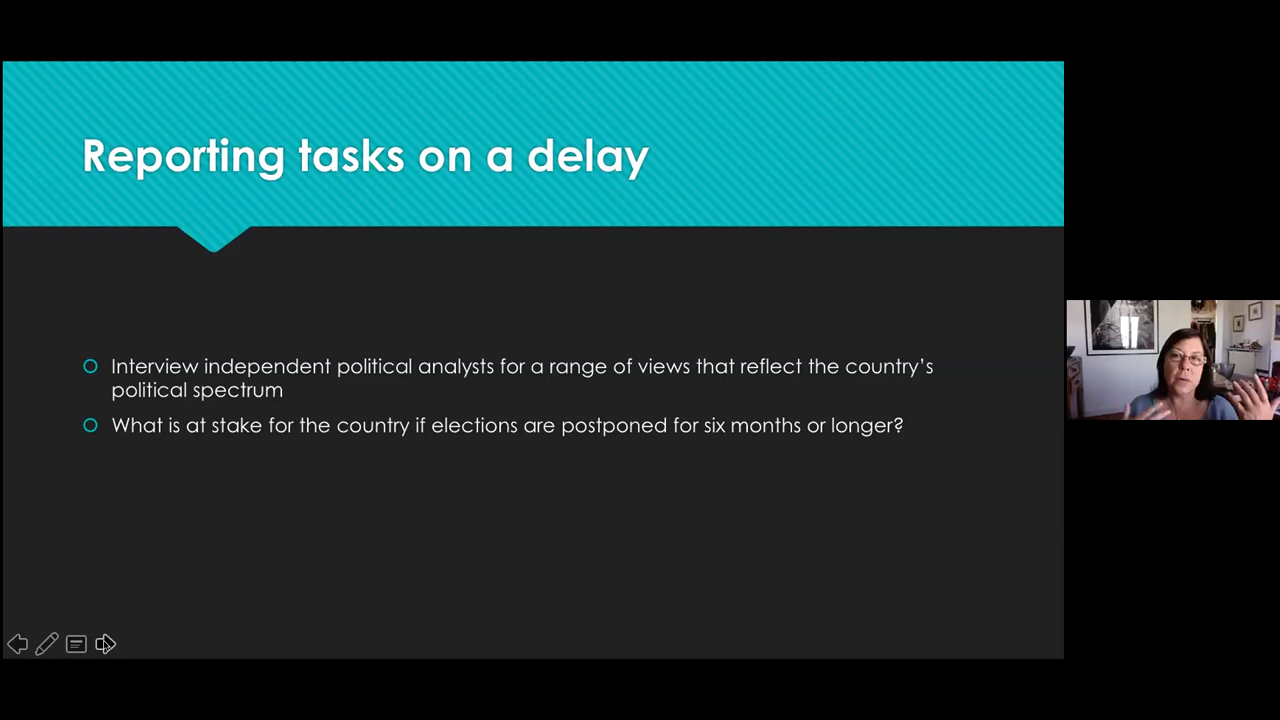 Reporting tasks on a delay
Interview independent political analysts for a range of views that reflect the country’s
political spectrum
What is at stake for the country if elections are postponed for six months or longer?